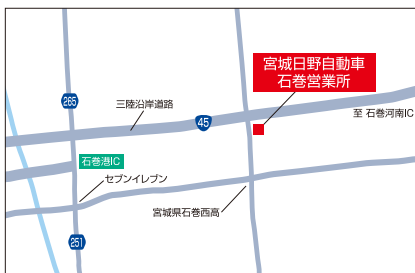 宮城日野自動車
石巻営業所
265
三陸沿岸道路
45
至 石巻河南IC
石巻港IC
セブンイレブン
宮城県石巻西高
251